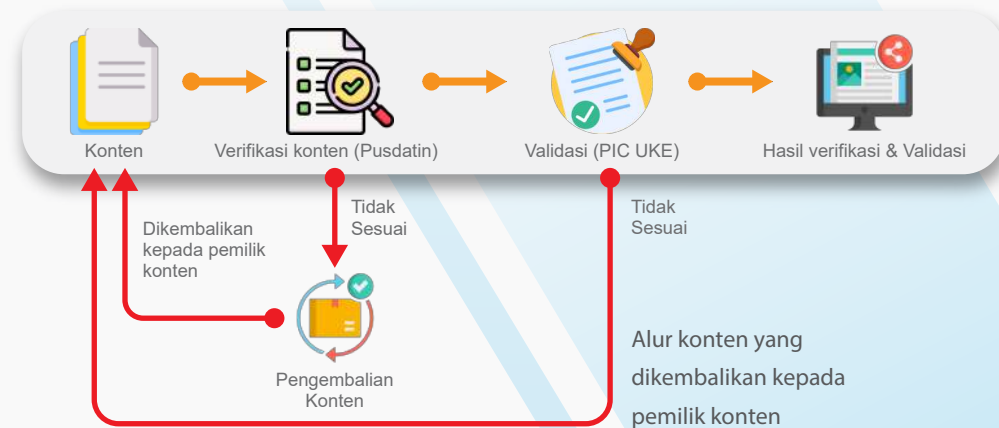 Konten
Verifikasi konten (Pusdatin)
Validasi (PIC UKE)
Hasil verifikasi & Validasi
Dikembalikan
kepada pemilik
konten
Tidak
Sesuai
Tidak
Sesuai
Pengembalian
Konten
Alur konten yang
dikembalikan kepada
pemilik konten